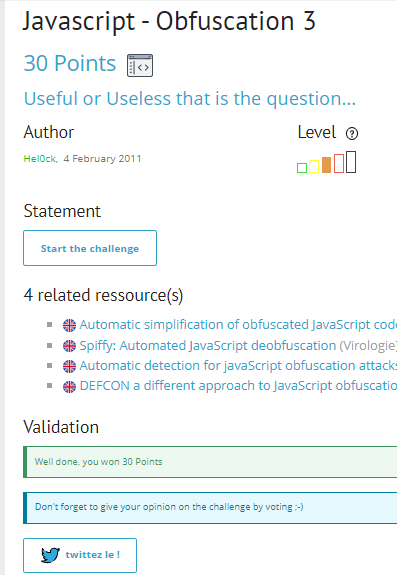 Javascript - Obfuscation 3
30 Points
Useful or Useless that is the question...
Author
Level
Hel0ck, 4 February 2011
Statement
Start the challenge
4 related ressource(s)
Automatic simplification of obfuscated JavaScript cod
Spiffy: Automated JavaScript deobfuscation (Virologie
Automatic detection for javaScript obfuscation attacks
DEFCON a different approach to JavaScript obfuscatio
Validation
Well done, you won 30 Points
Don't forget to give your opinion on the challenge by voting ;-)
twittez le !